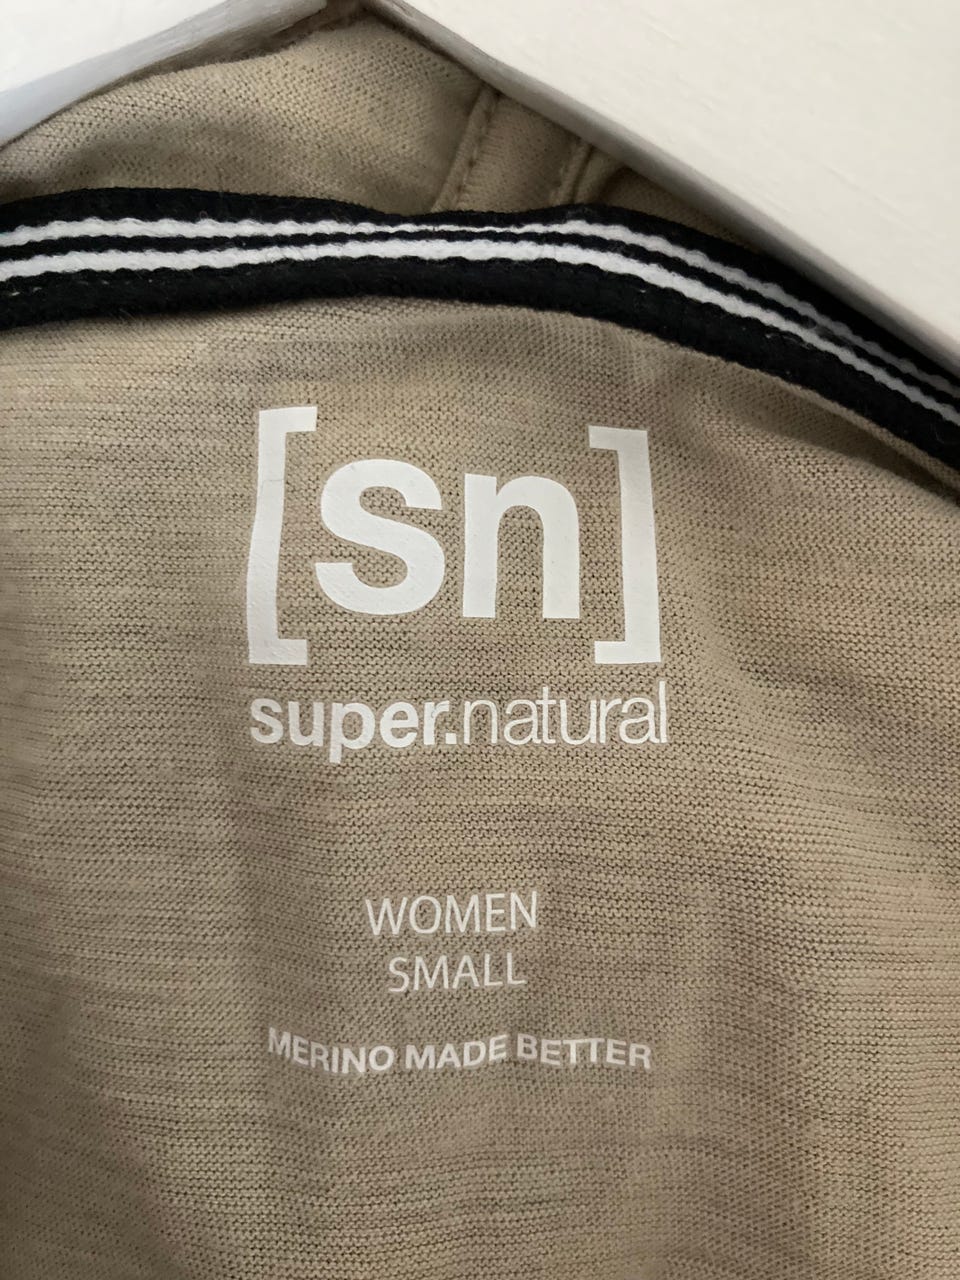 [sn]
super.natural
WOMEN
SMALL
MERINO MADE BETTER